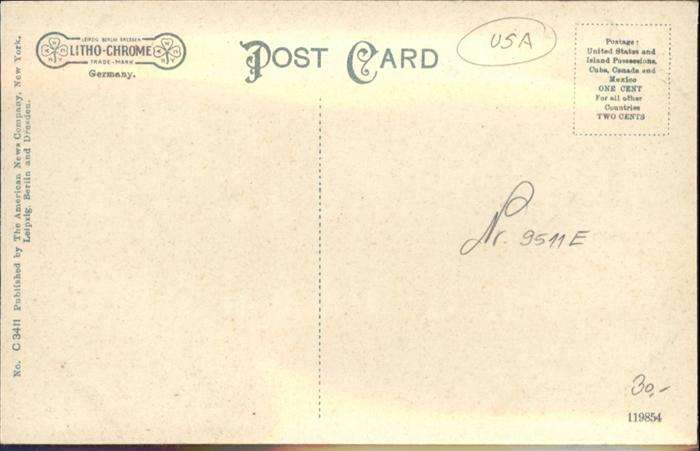 LEIPZIG BERLIN DRESDEN
LITHO-CHROME
TRADE-MARK
Germany.
POST CARD
USA
Postage:
United States and
Island Possessions,
Cuba, Canada and
Mexico
ONE CENT
For all other
Countries
TWO CENTS
No. C 3411 Published by The American News Company, New York.
Leipzig, Berlin and Dresden.
Nr. 9511E
30,-
119854